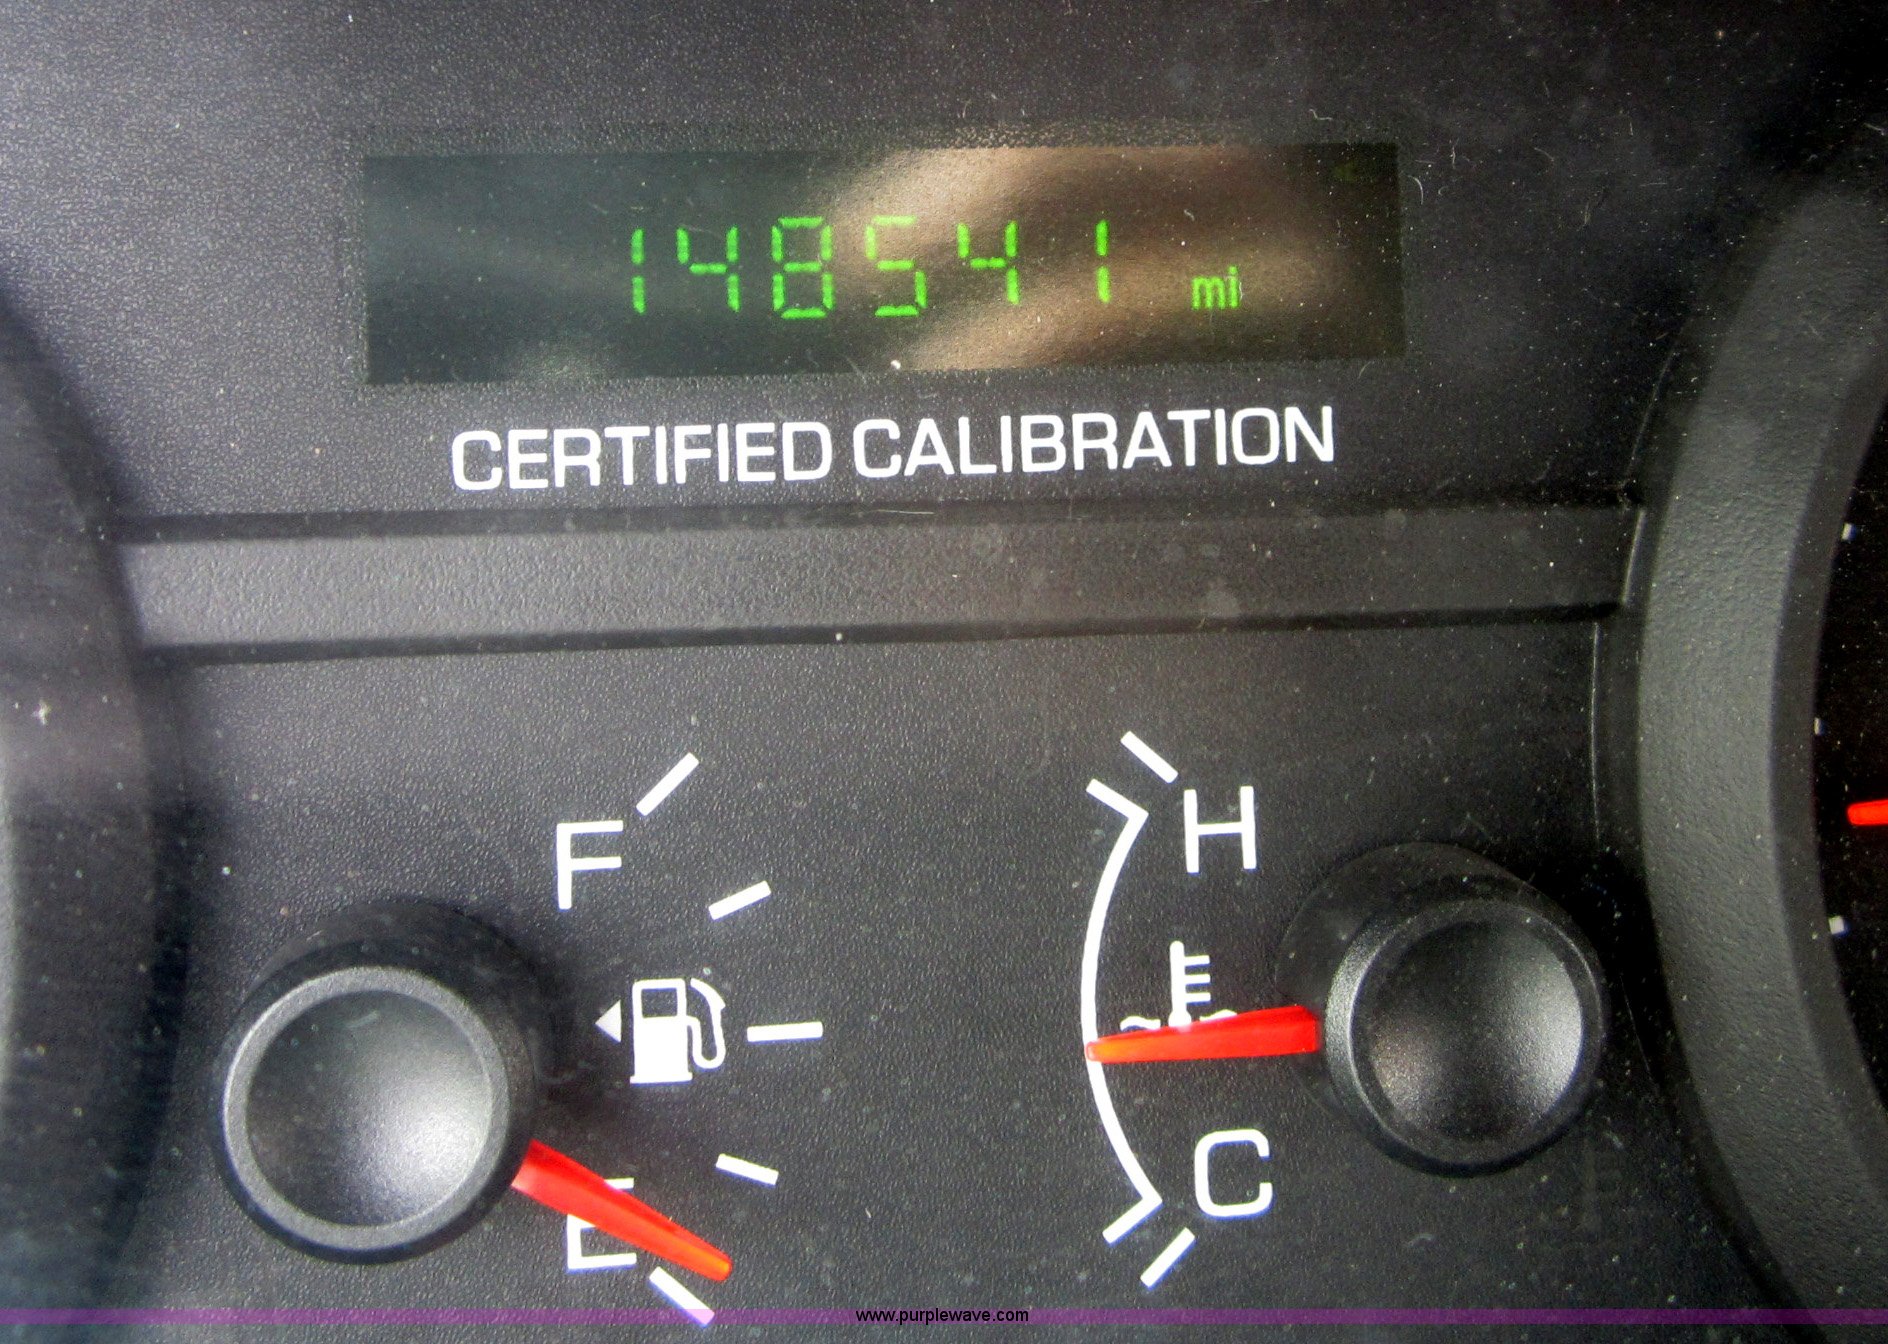 148541 mi
CERTIFIED CALIBRATION
F
H
E
C
www.purplewave.com